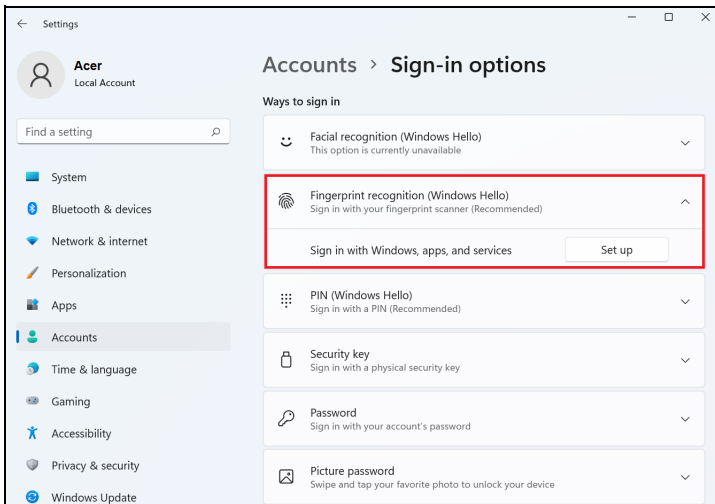 Settings
Acer
Local Account
Find a setting
System
Bluetooth & devices
Network & internet
Personalization
Apps
Accounts
Time & language
Gaming
Accessibility
Privacy & security
Windows Update
Accounts > Sign-in options
Ways to sign in
Facial recognition (Windows Hello)
This option is currently unavailable
Fingerprint recognition (Windows Hello)
Sign in with your fingerprint scanner (Recommended)
Sign in with Windows, apps, and services
Set up
PIN (Windows Hello)
Sign in with a PIN (Recommended)
Security key
Sign in with a physical security key
Password
Sign in with your account's password
Picture password
Swipe and tap your favorite photo to unlock your device